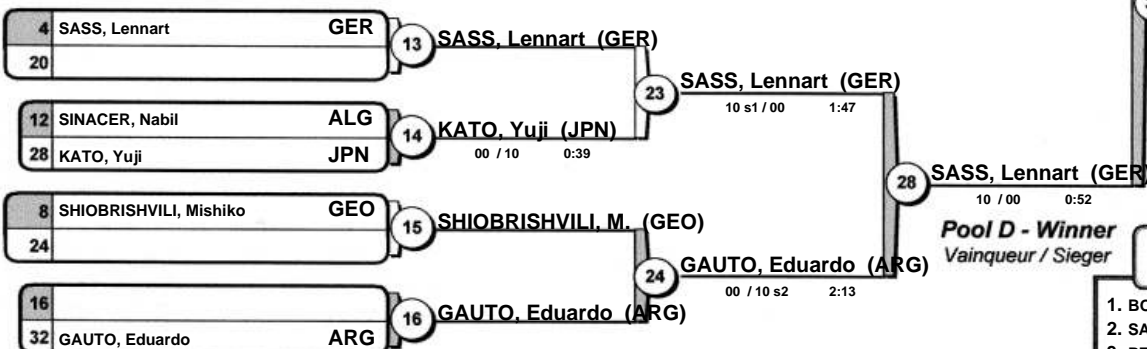 4 SASS, Lennart GER
20
13 SASS, Lennart (GER)
12 SINACER, Nabil ALG
28 KATO, Yuji JPN
14 KATO, Yuji (JPN)
00 / 10 0:39
23 SASS, Lennart (GER)
10 s1 / 00 1:47
8 SHIOBRISHVILI, Mishiko GEO
24
15 SHIOBRISHVILI, M. (GEO)
16
32 GAUTO, Eduardo ARG
16 GAUTO, Eduardo (ARG)
24 GAUTO, Eduardo (ARG)
00 / 10 s2 2:13
28 SASS, Lennart (GER)
10 / 00 0:52
Pool D - Winner
Vainqueur / Sieger
1.
2.